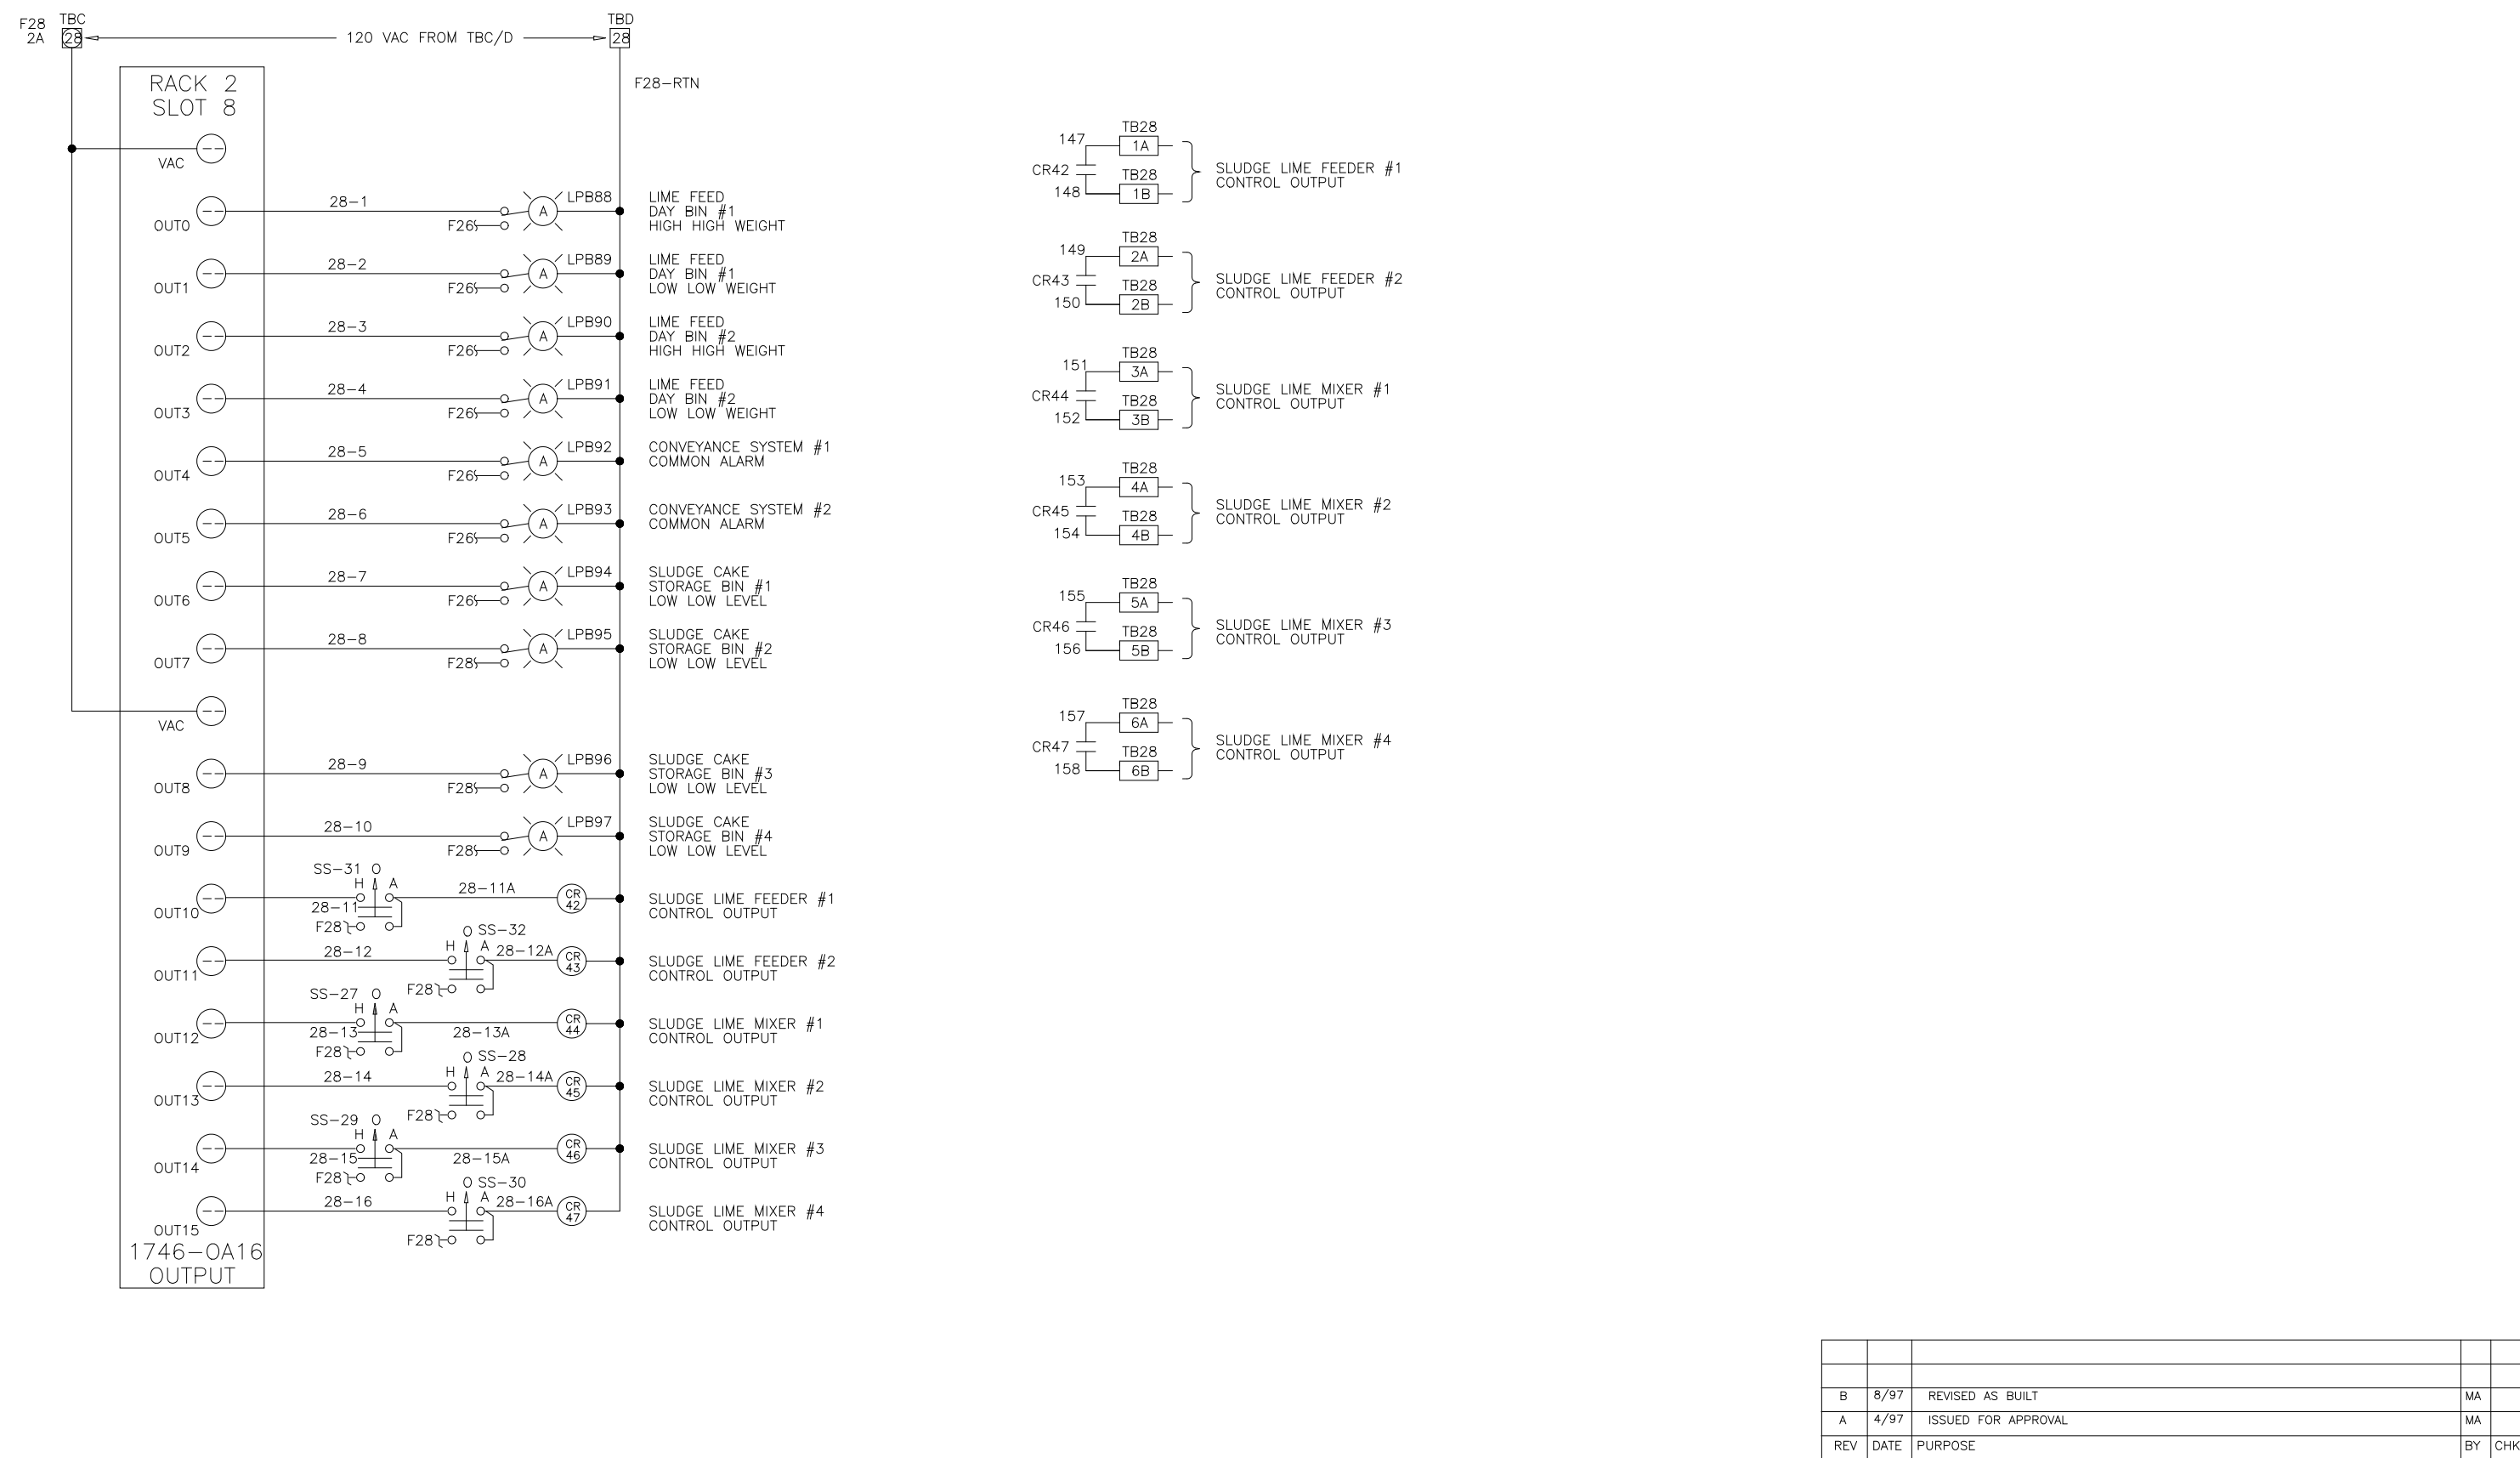 F28
2A
TBC
28
120 VAC FROM TBC/D
TBD
28
F28-RTN
RACK 2
SLOT 8
VAC
OUT0
28-1
F26
A
LPB88
LIME FEED
DAY BIN #1
HIGH HIGH WEIGHT
OUT1
28-2
F26
A
LPB89
LIME FEED
DAY BIN #1
LOW LOW WEIGHT
OUT2
28-3
F26
A
LPB90
LIME FEED
DAY BIN #2
HIGH HIGH WEIGHT
OUT3
28-4
F26
A
LPB91
LIME FEED
DAY BIN #2
LOW LOW WEIGHT
OUT4
28-5
F26
A
LPB92
CONVEYANCE SYSTEM #1
COMMON ALARM
OUT5
28-6
F26
A
LPB93
CONVEYANCE SYSTEM #2
COMMON ALARM
OUT6
28-7
F26
A
LPB94
SLUDGE CAKE
STORAGE BIN #1
LOW LOW LEVEL
OUT7
28-8
F28
A
LPB95
SLUDGE CAKE
STORAGE BIN #2
LOW LOW LEVEL
VAC
OUT8
28-9
F28
A
LPB96
SLUDGE CAKE
STORAGE BIN #3
LOW LOW LEVEL
OUT9
28-10
F28
A
LPB97
SLUDGE CAKE
STORAGE BIN #4
LOW LOW LEVEL
OUT10
SS-31
H O A
28-11
F28
28-11A
CR
42
SLUDGE LIME FEEDER #1
CONTROL OUTPUT
OUT11
28-12
SS-32
H O A
F28
28-12A
CR
43
SLUDGE LIME FEEDER #2
CONTROL OUTPUT
OUT12
SS-27
H O A
28-13
F28
28-13A
CR
44
SLUDGE LIME MIXER #1
CONTROL OUTPUT
OUT13
28-14
SS-28
H O A
F28
28-14A
CR
45
SLUDGE LIME MIXER #2
CONTROL OUTPUT
OUT14
SS-29
H O A
28-15
F28
28-15A
CR
46
SLUDGE LIME MIXER #3
CONTROL OUTPUT
OUT15
28-16
SS-30
H O A
F28
28-16A
CR
47
SLUDGE LIME MIXER #4
CONTROL OUTPUT
1746-OA16
OUTPUT
147
CR42
148
TB28
1A
TB28
1B
SLUDGE LIME FEEDER #1
CONTROL OUTPUT
149
CR43
150
TB28
2A
TB28
2B
SLUDGE LIME FEEDER #2
CONTROL OUTPUT
151
CR44
152
TB28
3A
TB28
3B
SLUDGE LIME MIXER #1
CONTROL OUTPUT
153
CR45
154
TB28
4A
TB28
4B
SLUDGE LIME MIXER #2
CONTROL OUTPUT
155
CR46
156
TB28
5A
TB28
5B
SLUDGE LIME MIXER #3
CONTROL OUTPUT
157
CR47
158
TB28
6A
TB28
6B
SLUDGE LIME MIXER #4
CONTROL OUTPUT
B 8/97 REVISED AS BUILT MA
A 4/97 ISSUED FOR APPROVAL MA
REV DATE PURPOSE BY CHK